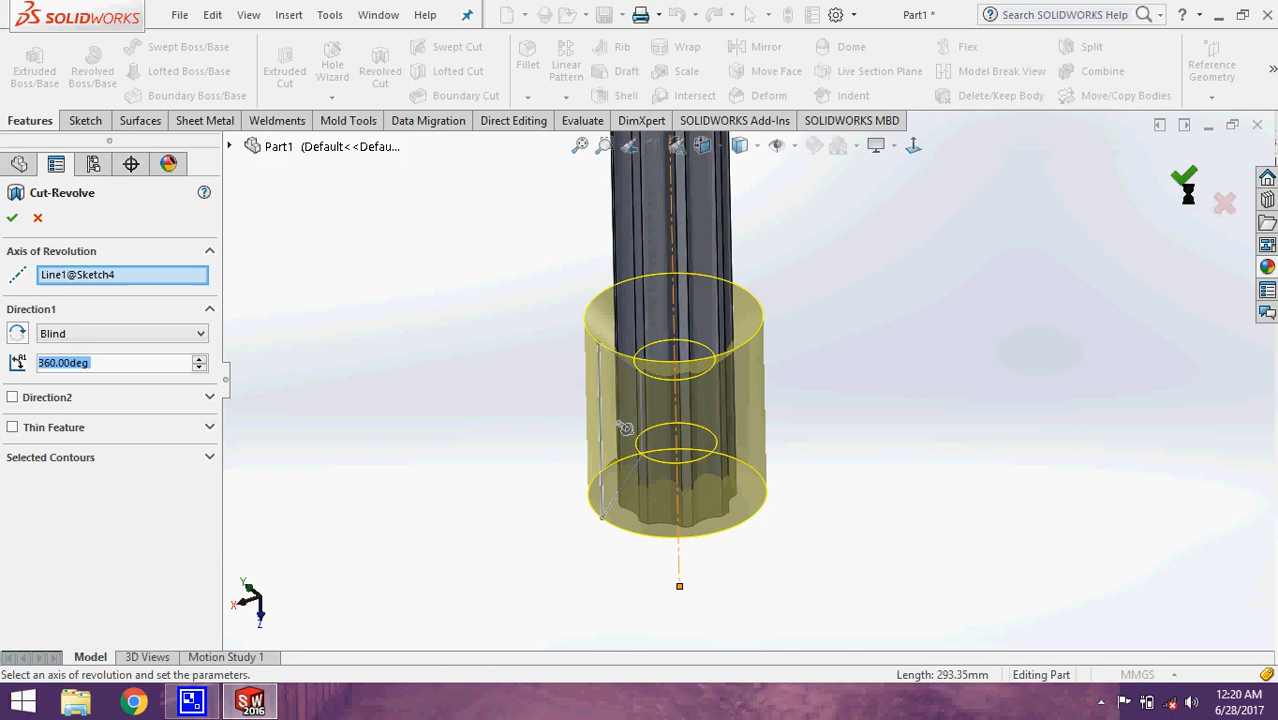 SOLIDWORKS File Edit View Insert Tools Window Help Part1 * Search SOLIDWORKS Help ?
Extruded Boss/Base
Revolved Boss/Base
Swept Boss/Base
Lofted Boss/Base
Boundary Boss/Base
Extruded Cut
Hole Wizard
Revolved Cut
Swept Cut
Lofted Cut
Boundary Cut
Fillet
Linear Pattern
Rib
Draft
Shell
Wrap
Scale
Intersect
Mirror
Move Face
Deform
Dome
Live Section Plane
Indent
Flex
Model Break View
Delete/Keep Body
Split
Combine
Move/Copy Bodies
Reference Geometry
Features Sketch Surfaces Sheet Metal Weldments Mold Tools Data Migration Direct Editing Evaluate DimXpert SOLIDWORKS Add-Ins SOLIDWORKS MBD
Part1 (Default<<Defau...
Cut-Revolve
Axis of Revolution
Line1@Sketch4
Direction1
Blind
360.00deg
Direction2
Thin Feature
Selected Contours
Y
X
Z
Model 3D Views Motion Study 1
Select an axis of revolution and set the parameters. Length: 293.35mm Editing Part MMGS
SW 2016
12:20 AM
6/28/2017